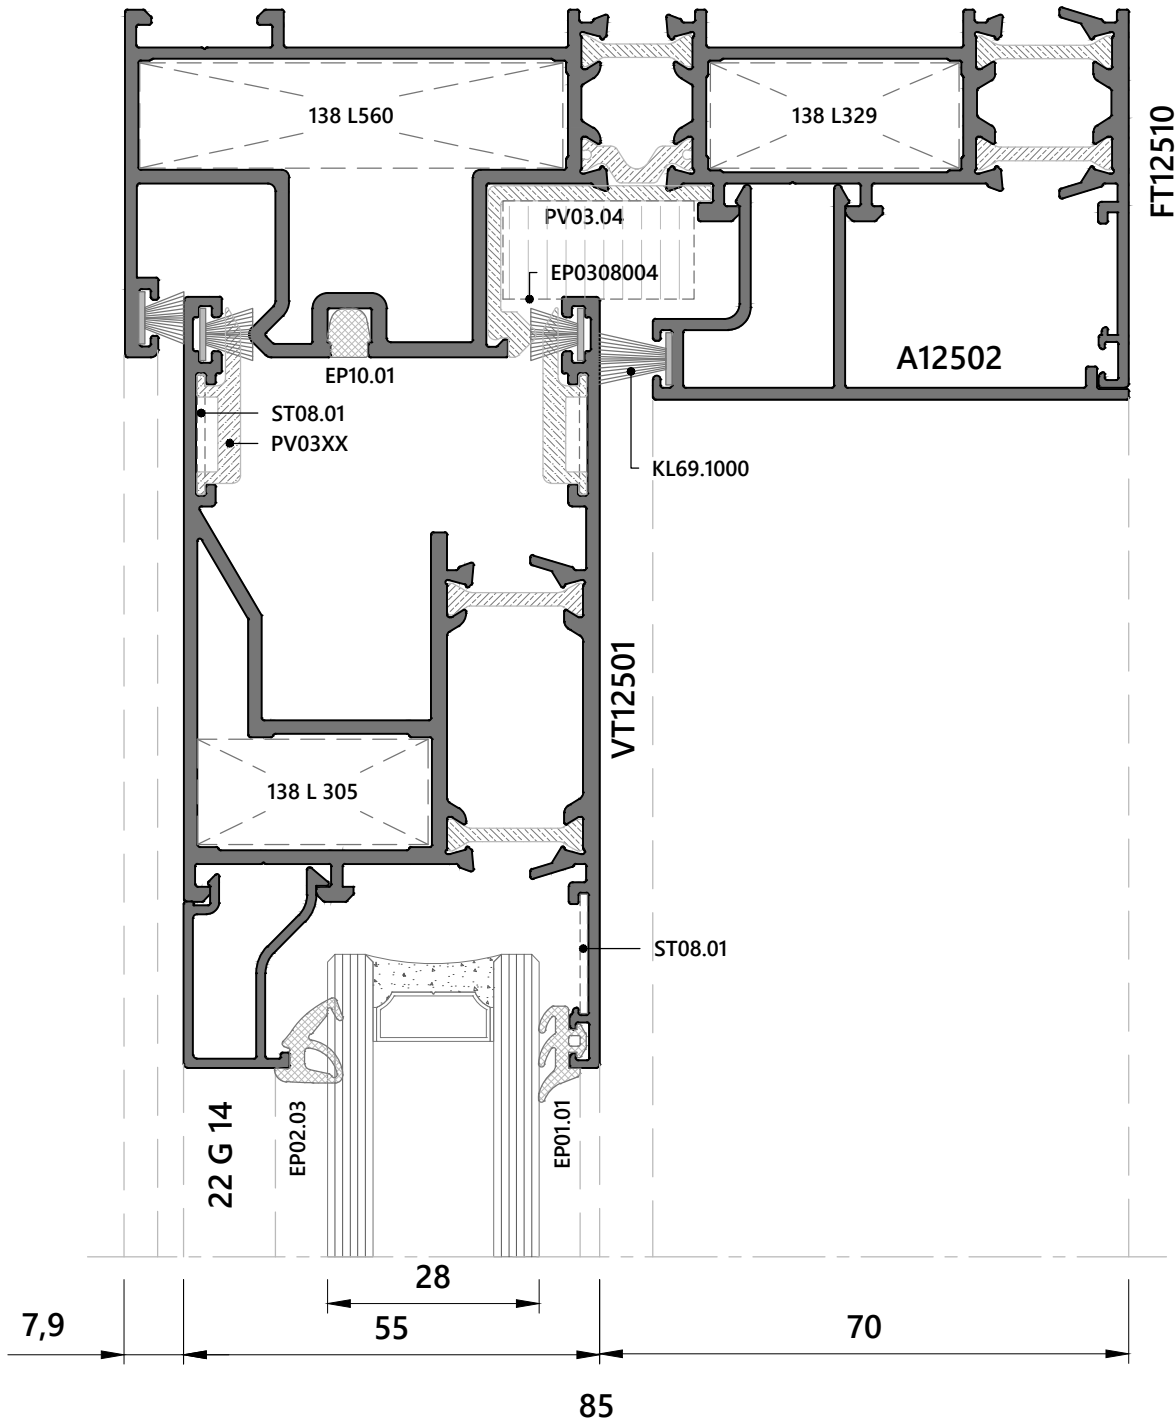 138 L560
138 L329
FT12510
PV03.04
EP0308004
EP10.01
A12502
ST08.01
PV03XX
KL69.1000
VT12501
138 L 305
ST08.01
22 G 14
EP02.03
EP01.01
28
7,9
55
70
85